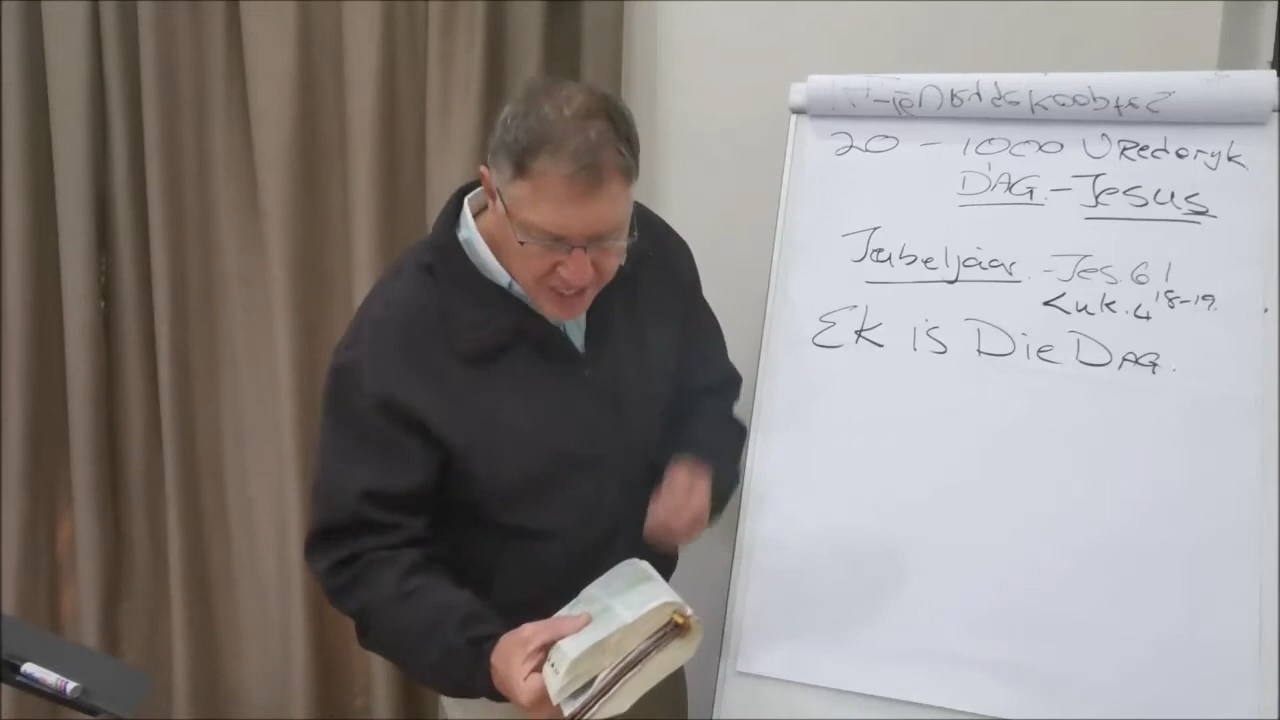 20 - 1000 VRederyk
DAG - Jesus
Jubeljaar. - Jes. 61
Luk. 4 18-19.
Ek is Die DAG.